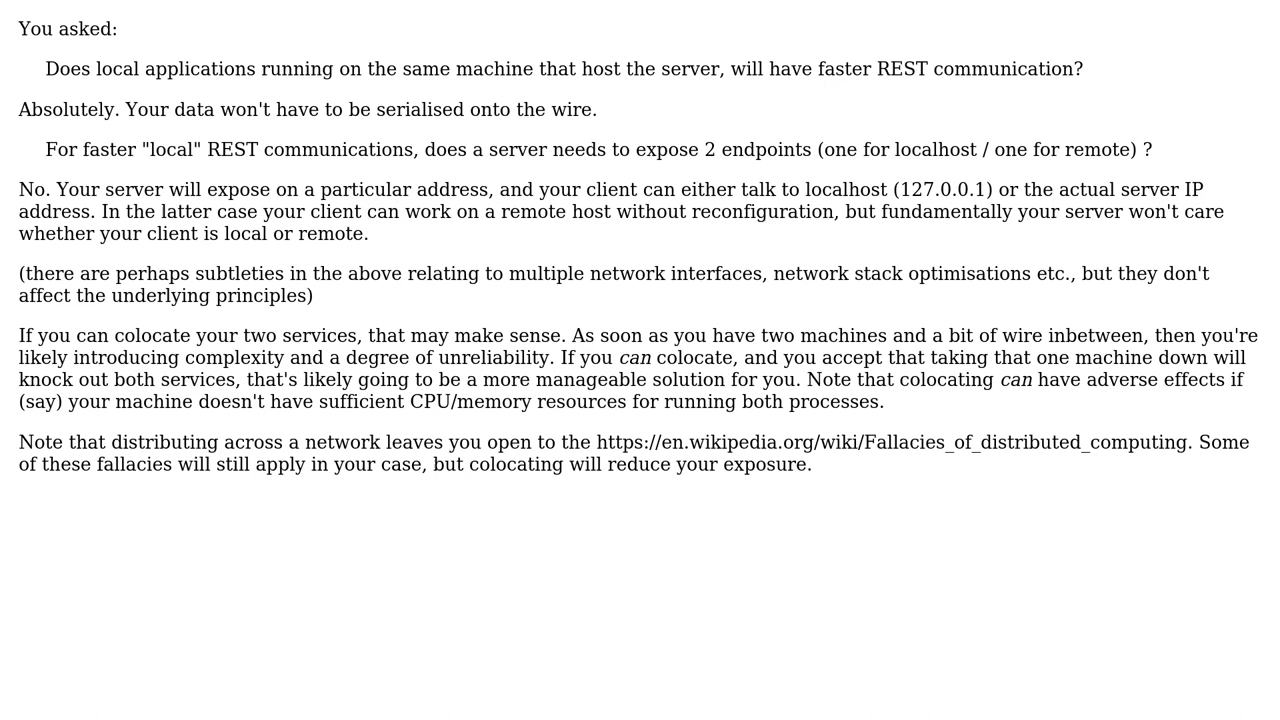 You asked:
Does local applications running on the same machine that host the server, will have faster REST communication?
Absolutely. Your data won't have to be serialised onto the wire.
For faster "local" REST communications, does a server needs to expose 2 endpoints (one for localhost / one for remote) ?
No. Your server will expose on a particular address, and your client can either talk to localhost (127.0.0.1) or the actual server IP
address. In the latter case your client can work on a remote host without reconfiguration, but fundamentally your server won't care
whether your client is local or remote.
(there are perhaps subtleties in the above relating to multiple network interfaces, network stack optimisations etc., but they don't
affect the underlying principles)
If you can colocate your two services, that may make sense. As soon as you have two machines and a bit of wire inbetween, then you're
likely introducing complexity and a degree of unreliability. If you can colocate, and you accept that taking that one machine down will
knock out both services, that's likely going to be a more manageable solution for you. Note that colocating can have adverse effects if
(say) your machine doesn't have sufficient CPU/memory resources for running both processes.
Note that distributing across a network leaves you open to the https://en.wikipedia.org/wiki/Fallacies_of_distributed_computing. Some
of these fallacies will still apply in your case, but colocating will reduce your exposure.